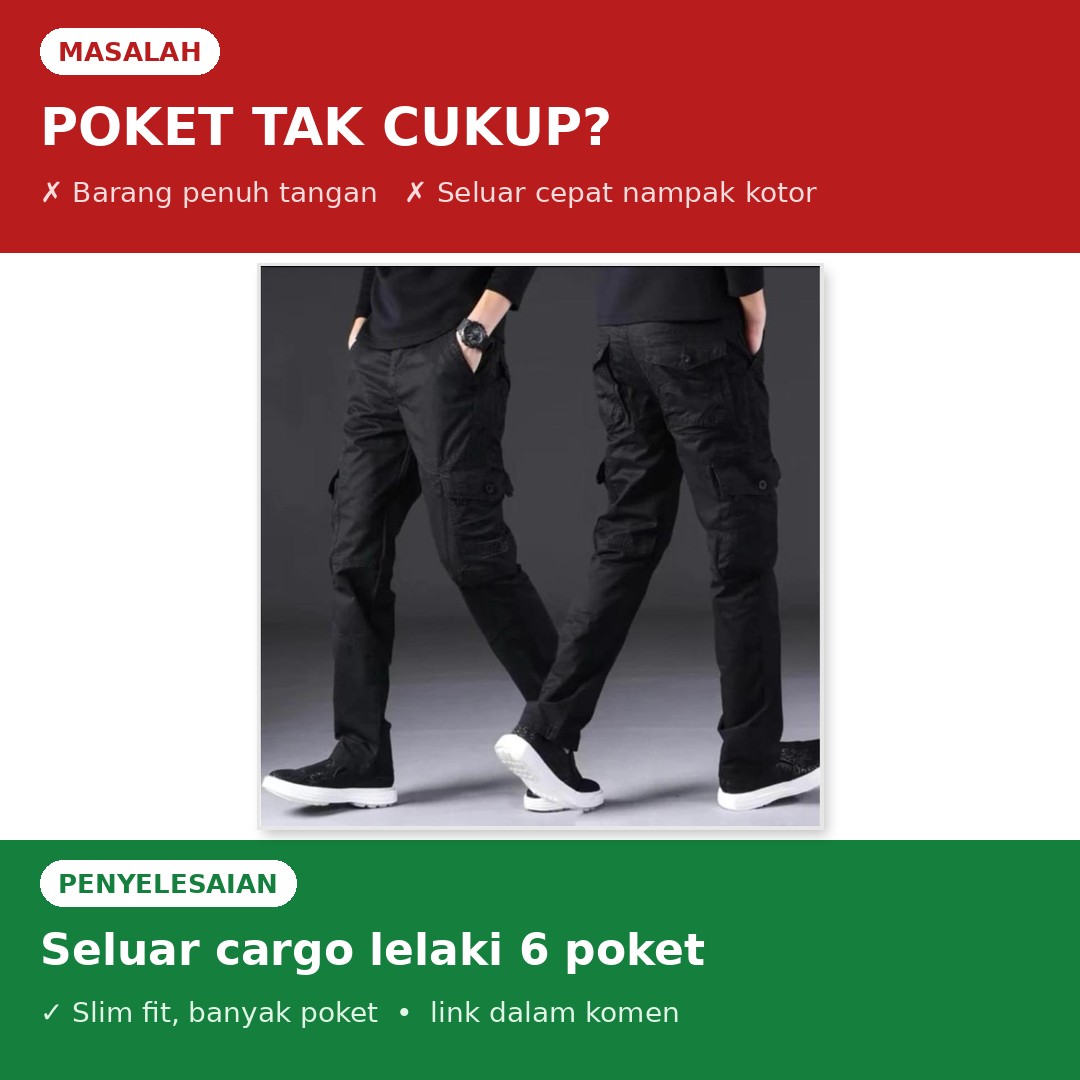 MASALAH
POKET TAK CUKUP?
✗ Barang penuh tangan ✗ Seluar cepat nampak kotor
PENYELESAIAN
Seluar cargo lelaki 6 poket
✓ Slim fit, banyak poket • link dalam komen